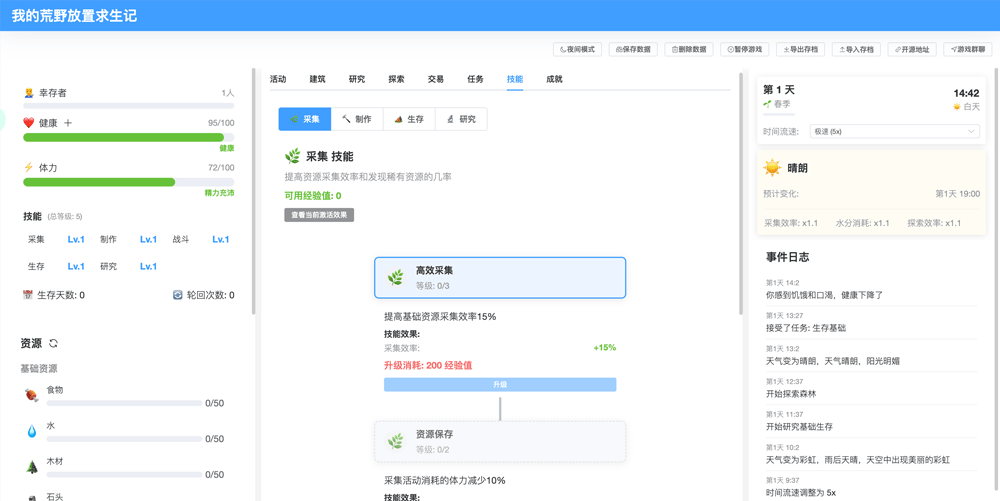 我的荒野放置求生记
夜间模式 保存数据 删除数据 暂停游戏 导出存档 导入存档 开源地址 游戏群聊
幸存者 1人
健康 95/100
健康
体力 72/100
精力充沛
技能 (总等级: 5)
采集 Lv.1 制作 Lv.1 战斗 Lv.1
生存 Lv.1 研究 Lv.1
生存天数: 0 轮回次数: 0
资源
基础资源
食物
0/50
水
0/50
木材
0/50
石头
活动 建筑 研究 探索 交易 任务 技能 成就
采集 制作 生存 研究
采集 技能
提高资源采集效率和发现稀有资源的几率
可用经验值: 0
查看当前激活效果
高效采集
等级: 0/3
提高基础资源采集效率15%
技能效果:
采集效率: +15%
升级消耗: 200 经验值
升级
资源保存
等级: 0/2
采集活动消耗的体力减少10%
技能效果:
第 1 天 14:42
春季 白天
时间流速: 极速 (5x)
晴朗
预计变化: 第1天 19:00
采集效率: x1.1 水分消耗: x1.1 探索效率: x1.1
事件日志
第1天 14:2
你感到饥饿和口渴，健康下降了
第1天 13:27
接受了任务: 生存基础
第1天 13:2
天气变为晴朗，天气晴朗，阳光明媚
第1天 12:37
开始探索森林
第1天 11:37
开始研究基础生存
第1天 10:2
天气变为彩虹，雨后天晴，天空中出现美丽的彩虹
第1天 9:37
时间流速调整为 5x